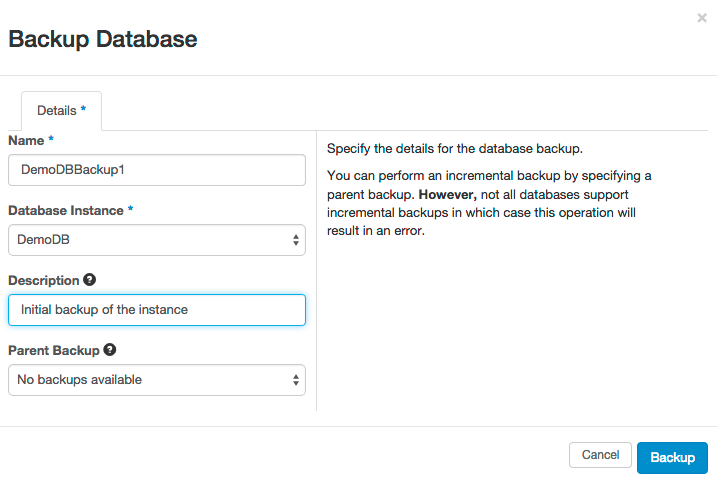 ×
Backup Database
Details *
Name *
DemoDBBackup1
Database Instance *
DemoDB
Description ?
Initial backup of the instance
Parent Backup ?
No backups available
Specify the details for the database backup.
You can perform an incremental backup by specifying a
parent backup. However, not all databases support
incremental backups in which case this operation will
result in an error.
Cancel
Backup